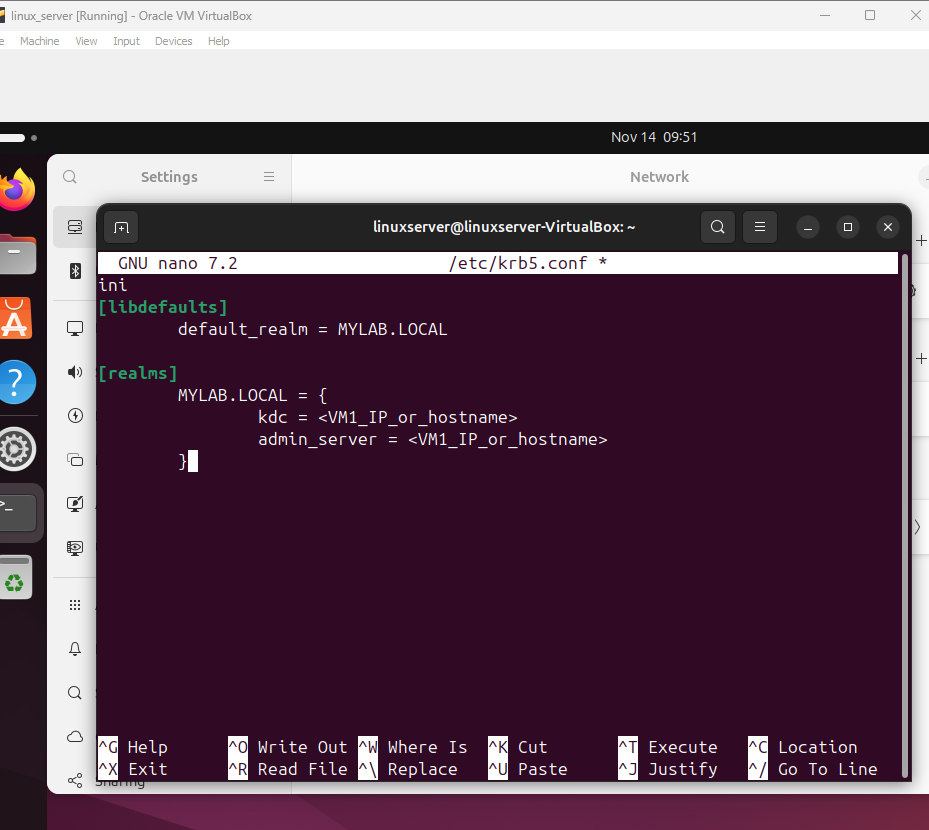 linux_server [Running] - Oracle VM VirtualBox
Machine View Input Devices Help
Nov 14 09:51
Settings
Network
linuxserver@linuxserver-VirtualBox: ~
GNU nano 7.2 /etc/krb5.conf *
ini
[libdefaults]
default_realm = MYLAB.LOCAL
[realms]
MYLAB.LOCAL = {
kdc = <VM1_IP_or_hostname>
admin_server = <VM1_IP_or_hostname>
}
^G Help ^O Write Out ^W Where Is ^K Cut ^T Execute ^C Location
^X Exit ^R Read File ^\ Replace ^U Paste ^J Justify ^/ Go To Line
Sharing